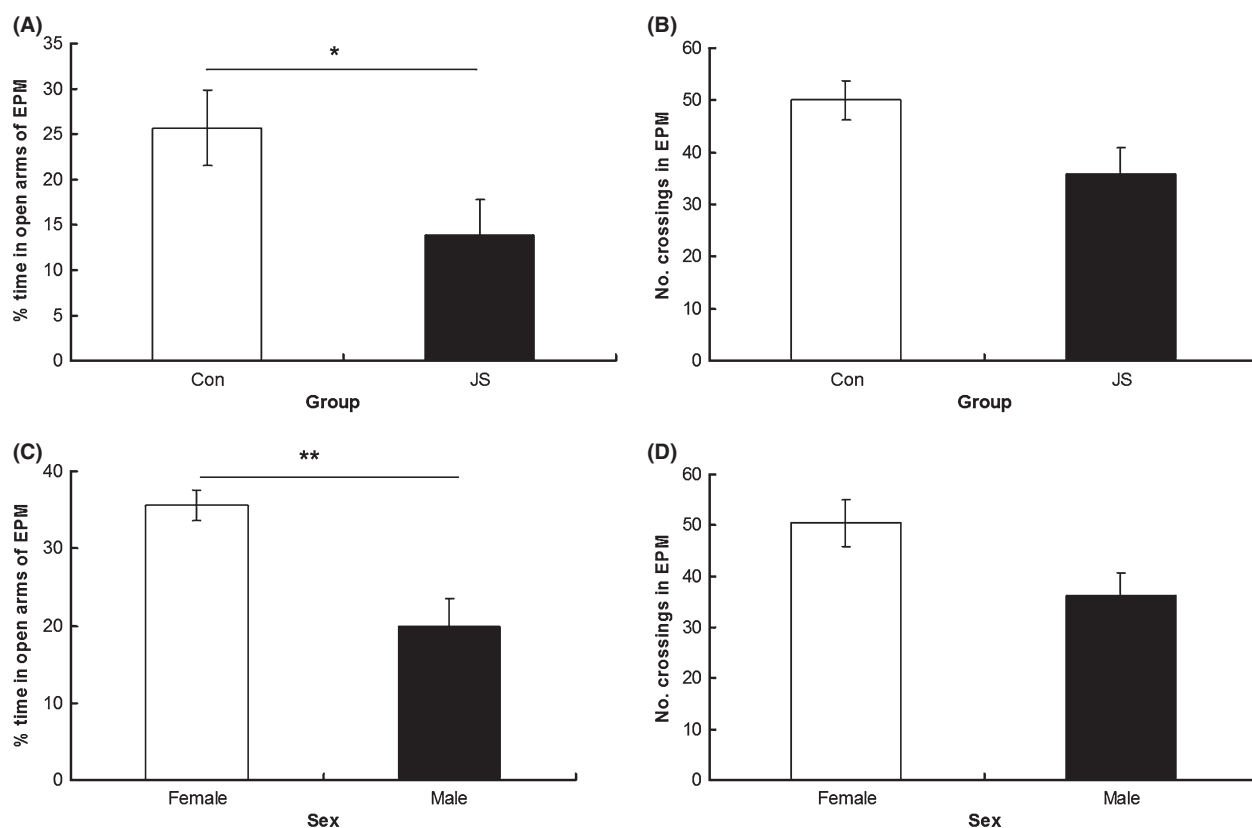 (A)
*
% time in open arms of EPM
35
30
25
20
15
10
5
0
Con
JS
Group
(B)
No. crossings in EPM
60
50
40
30
20
10
0
Con
JS
Group
(C)
**
% time in open arms of EPM
40
30
20
10
0
Female
Male
Sex
(D)
No. crossings in EPM
60
50
40
30
20
10
0
Female
Male
Sex